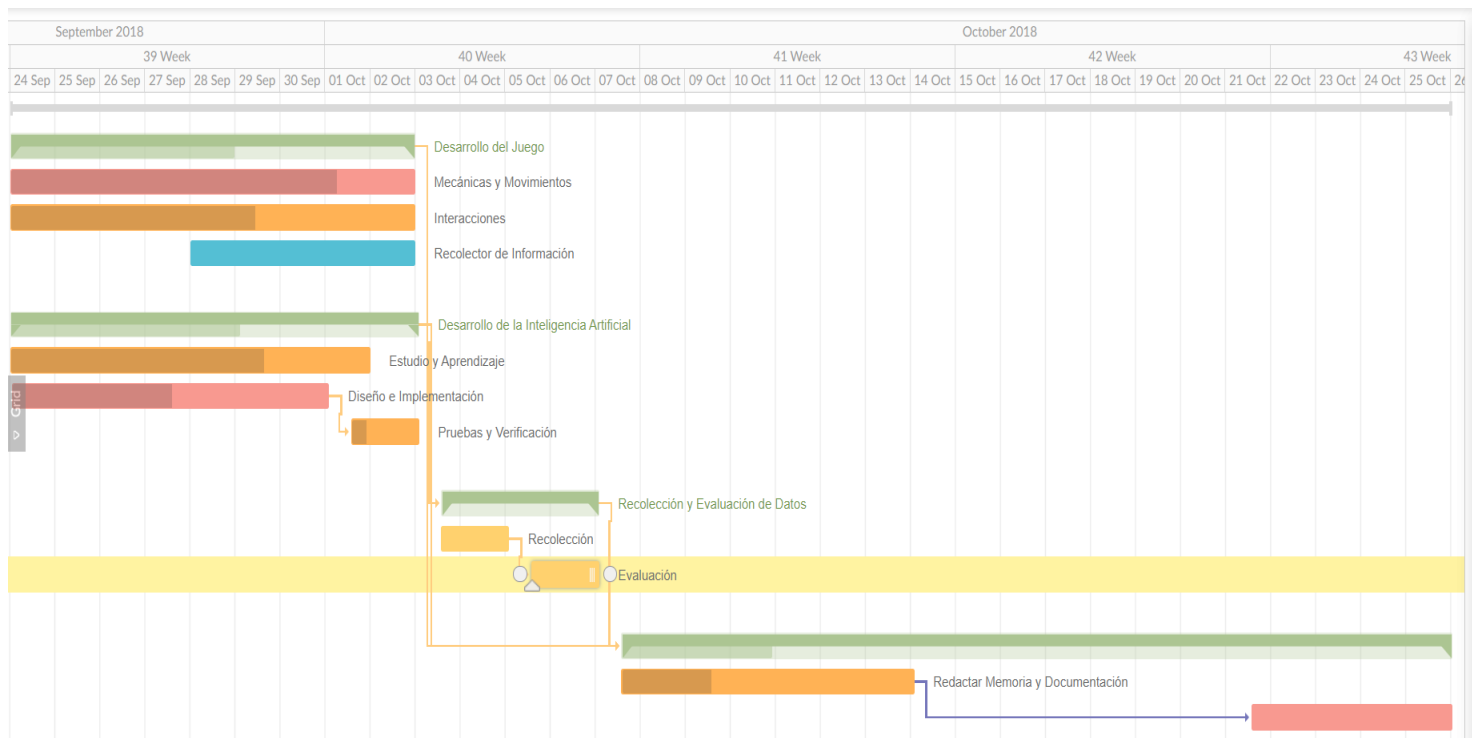 September 2018 October 2018
39 Week 40 Week 41 Week 42 Week 43 Week
24 Sep 25 Sep 26 Sep 27 Sep 28 Sep 29 Sep 30 Sep 01 Oct 02 Oct 03 Oct 04 Oct 05 Oct 06 Oct 07 Oct 08 Oct 09 Oct 10 Oct 11 Oct 12 Oct 13 Oct 14 Oct 15 Oct 16 Oct 17 Oct 18 Oct 19 Oct 20 Oct 21 Oct 22 Oct 23 Oct 24 Oct 25 Oct 26
Desarrollo del Juego
Mecánicas y Movimientos
Interacciones
Recolector de Información
Desarrollo de la Inteligencia Artificial
Estudio y Aprendizaje
Grid
Diseño e Implementación
Pruebas y Verificación
Recolección y Evaluación de Datos
Recolección
Evaluación
Redactar Memoria y Documentación